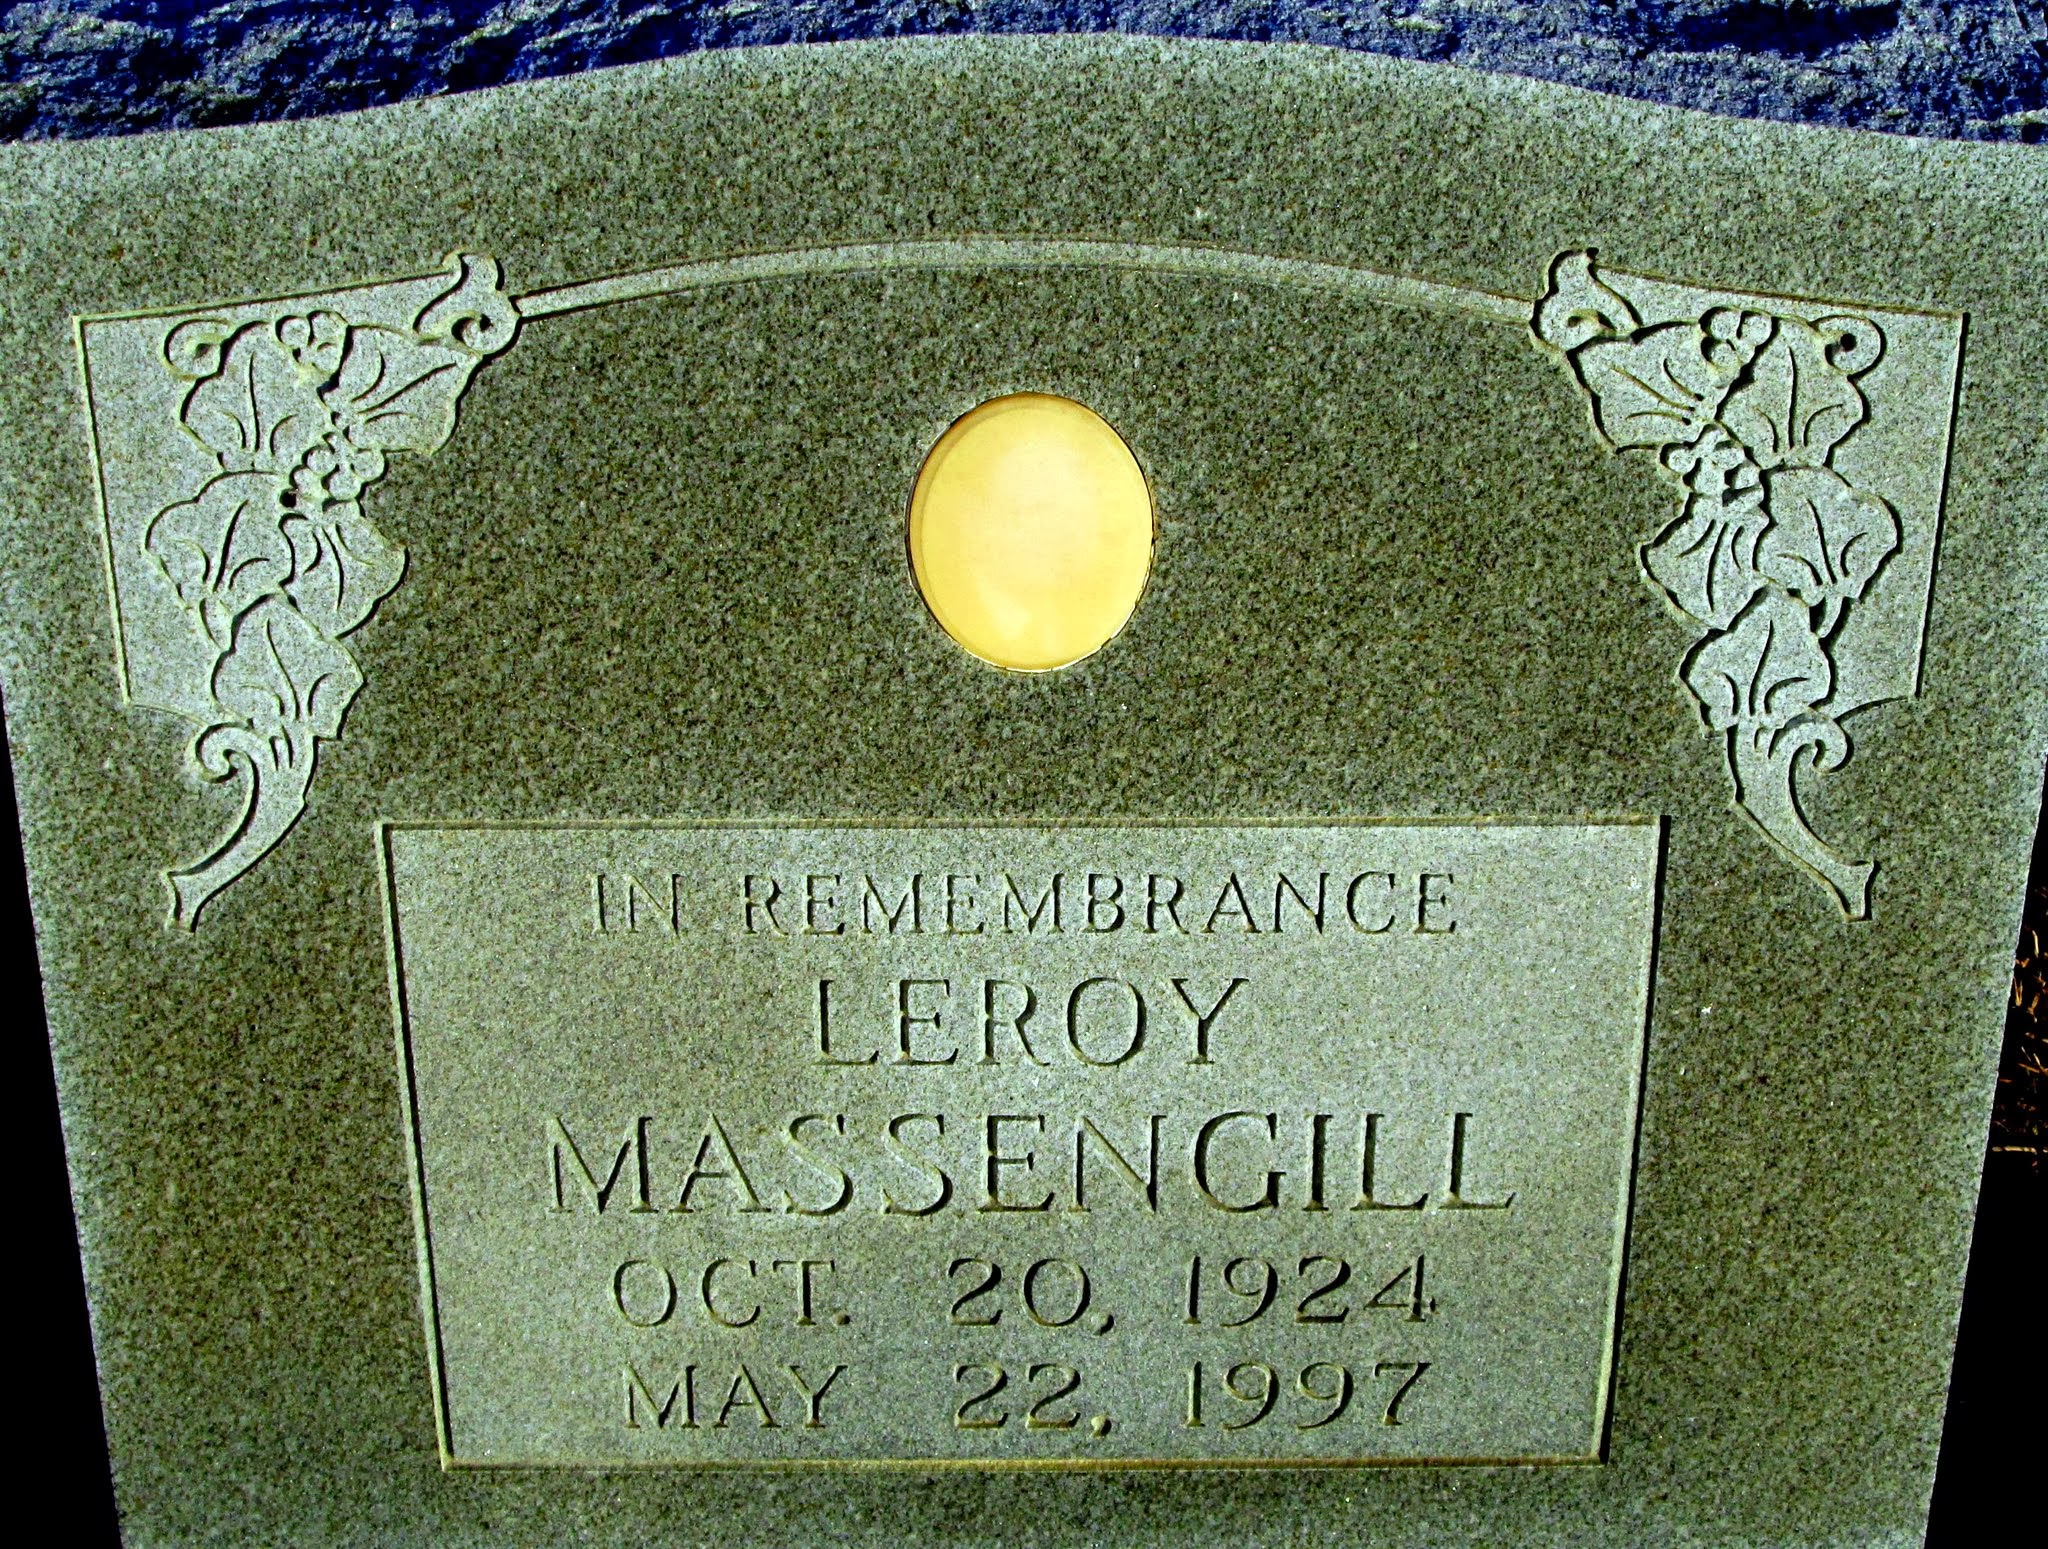 IN REMEMBRANCE
LEROY
MASSENGILL
OCT. 20, 1924
MAY 22, 1997